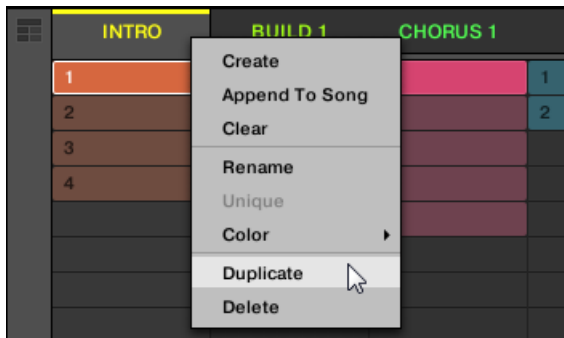 INTRO BUILD 1 CHORUS 1
Create
1 1
Append To Song
2 2
Clear
3
Rename
4
Unique
Color
Duplicate
Delete